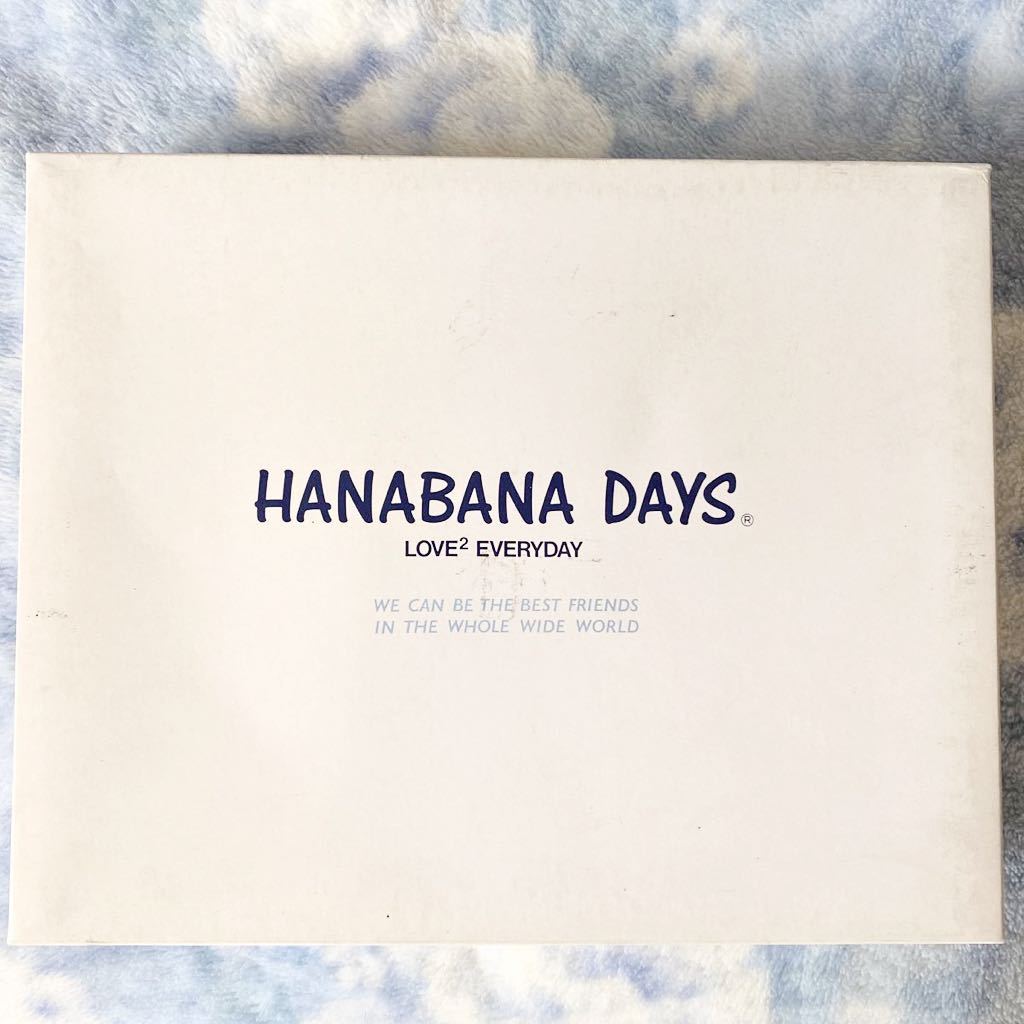 HANABANA DAYS®
LOVE² EVERYDAY
WE CAN BE THE BEST FRIENDS
IN THE WHOLE WIDE WORLD